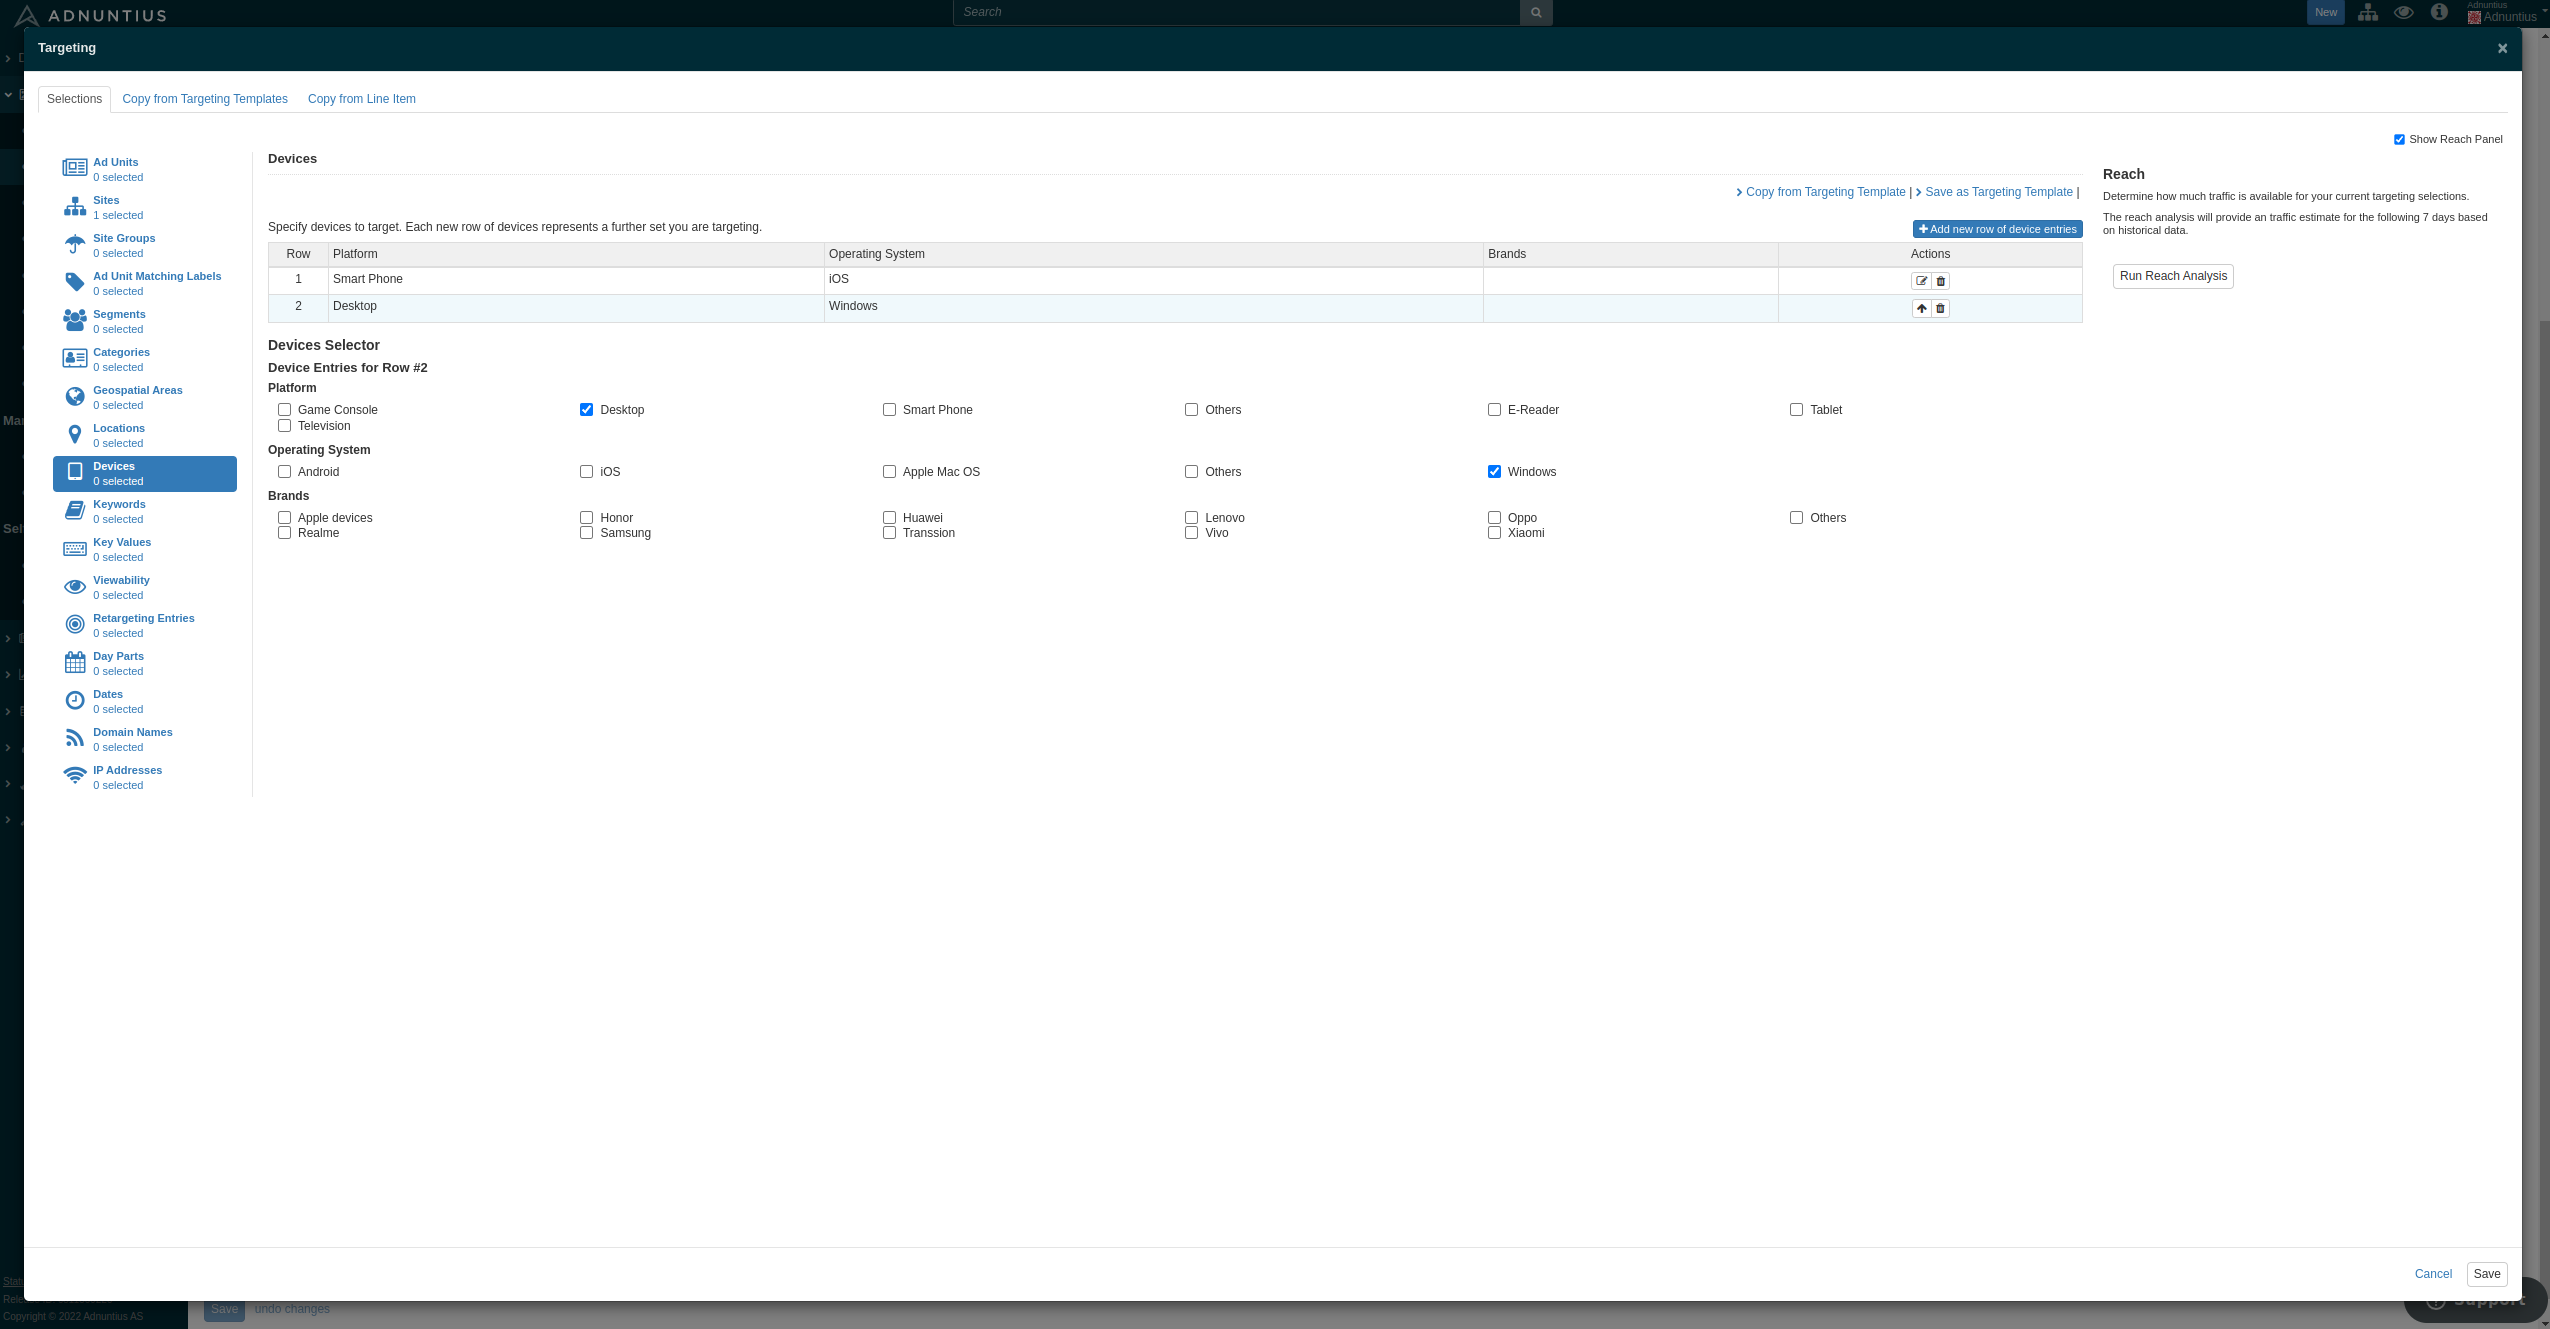 ADNUNTIUS
Search
New
Adnuntius
Adnuntius
Targeting
Selections Copy from Targeting Templates Copy from Line Item
Show Reach Panel
Ad Units
0 selected
Sites
1 selected
Site Groups
0 selected
Ad Unit Matching Labels
0 selected
Segments
0 selected
Categories
0 selected
Geospatial Areas
0 selected
Locations
0 selected
Devices
0 selected
Keywords
0 selected
Key Values
0 selected
Viewability
0 selected
Retargeting Entries
0 selected
Day Parts
0 selected
Dates
0 selected
Domain Names
0 selected
IP Addresses
0 selected
Devices
Copy from Targeting Template | Save as Targeting Template |
Specify devices to target. Each new row of devices represents a further set you are targeting.
Add new row of device entries
Row Platform Operating System Brands Actions
1 Smart Phone iOS
2 Desktop Windows
Devices Selector
Device Entries for Row #2
Platform
Game Console Desktop Smart Phone Others E-Reader Tablet
Television
Operating System
Android iOS Apple Mac OS Others Windows
Brands
Apple devices Honor Huawei Lenovo Oppo Others
Realme Samsung Transsion Vivo Xiaomi
Reach
Determine how much traffic is available for your current targeting selections.
The reach analysis will provide an traffic estimate for the following 7 days based
on historical data.
Run Reach Analysis
Cancel Save
Save undo changes
Support
Copyright © 2022 Adnuntius AS